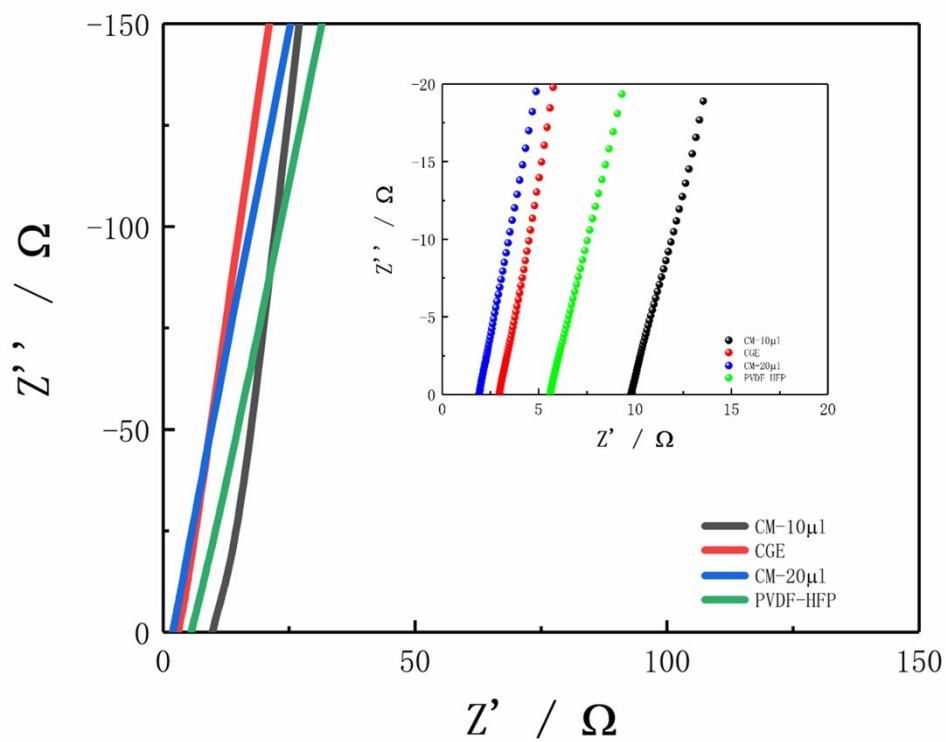 -150
-100
-50
0
0
50
100
150
Z'' / Ω
Z' / Ω
CM-10μl
CGE
CM-20μl
PVDF-HFP
-20
-15
-10
-5
0
0
5
10
15
20
Z'' / Ω
Z' / Ω
CM-10μl
CGE
CM-20μl
PVDF-HFP